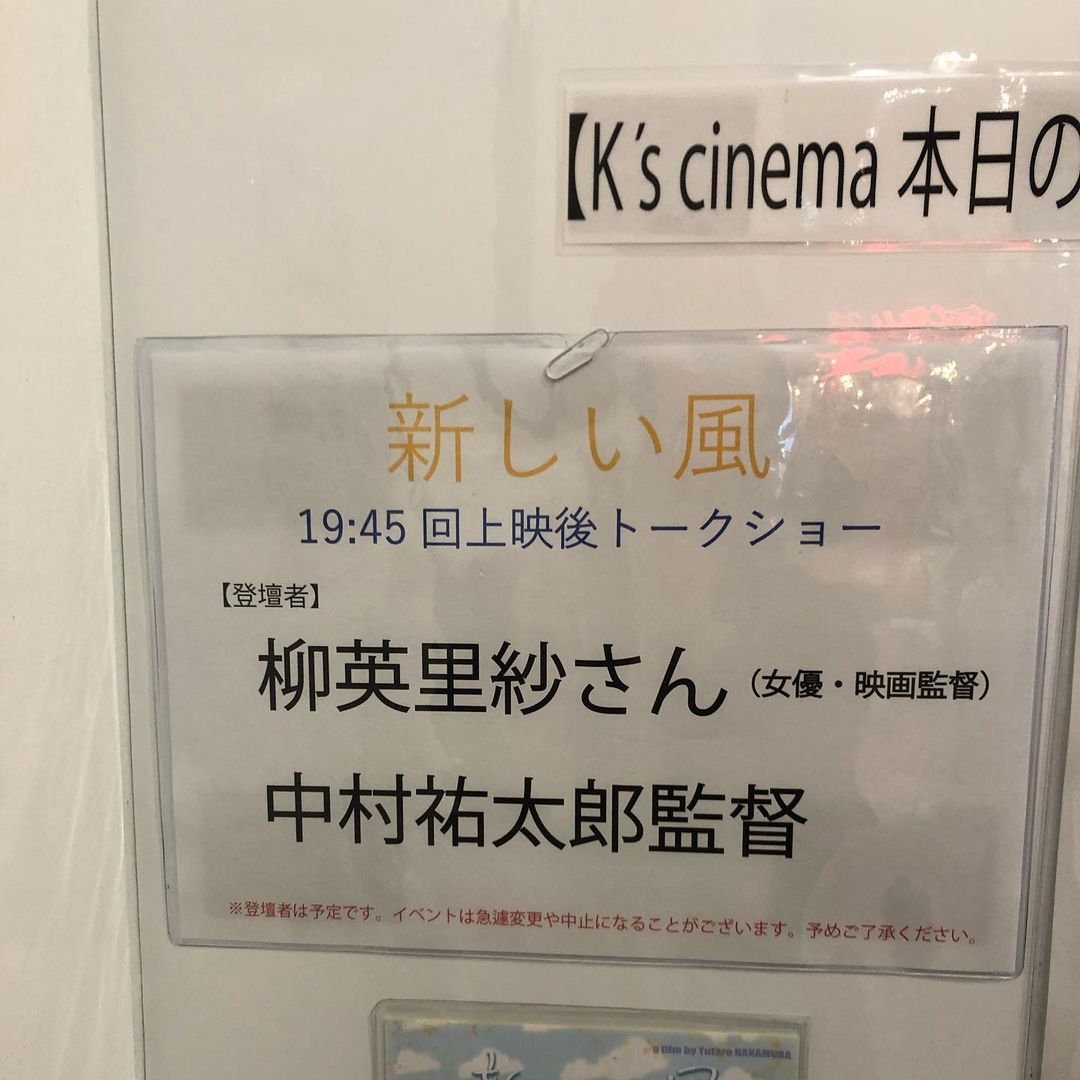 【K's cinema 本日の
新しい風
19:45 回上映後トークショー
【登壇者】
柳英里紗さん（女優・映画監督）
中村祐太郎監督
※登壇者は予定です。イベントは急遽変更や中止になることがございます。予めご了承ください。
a film by Yutaro NAKAMURA